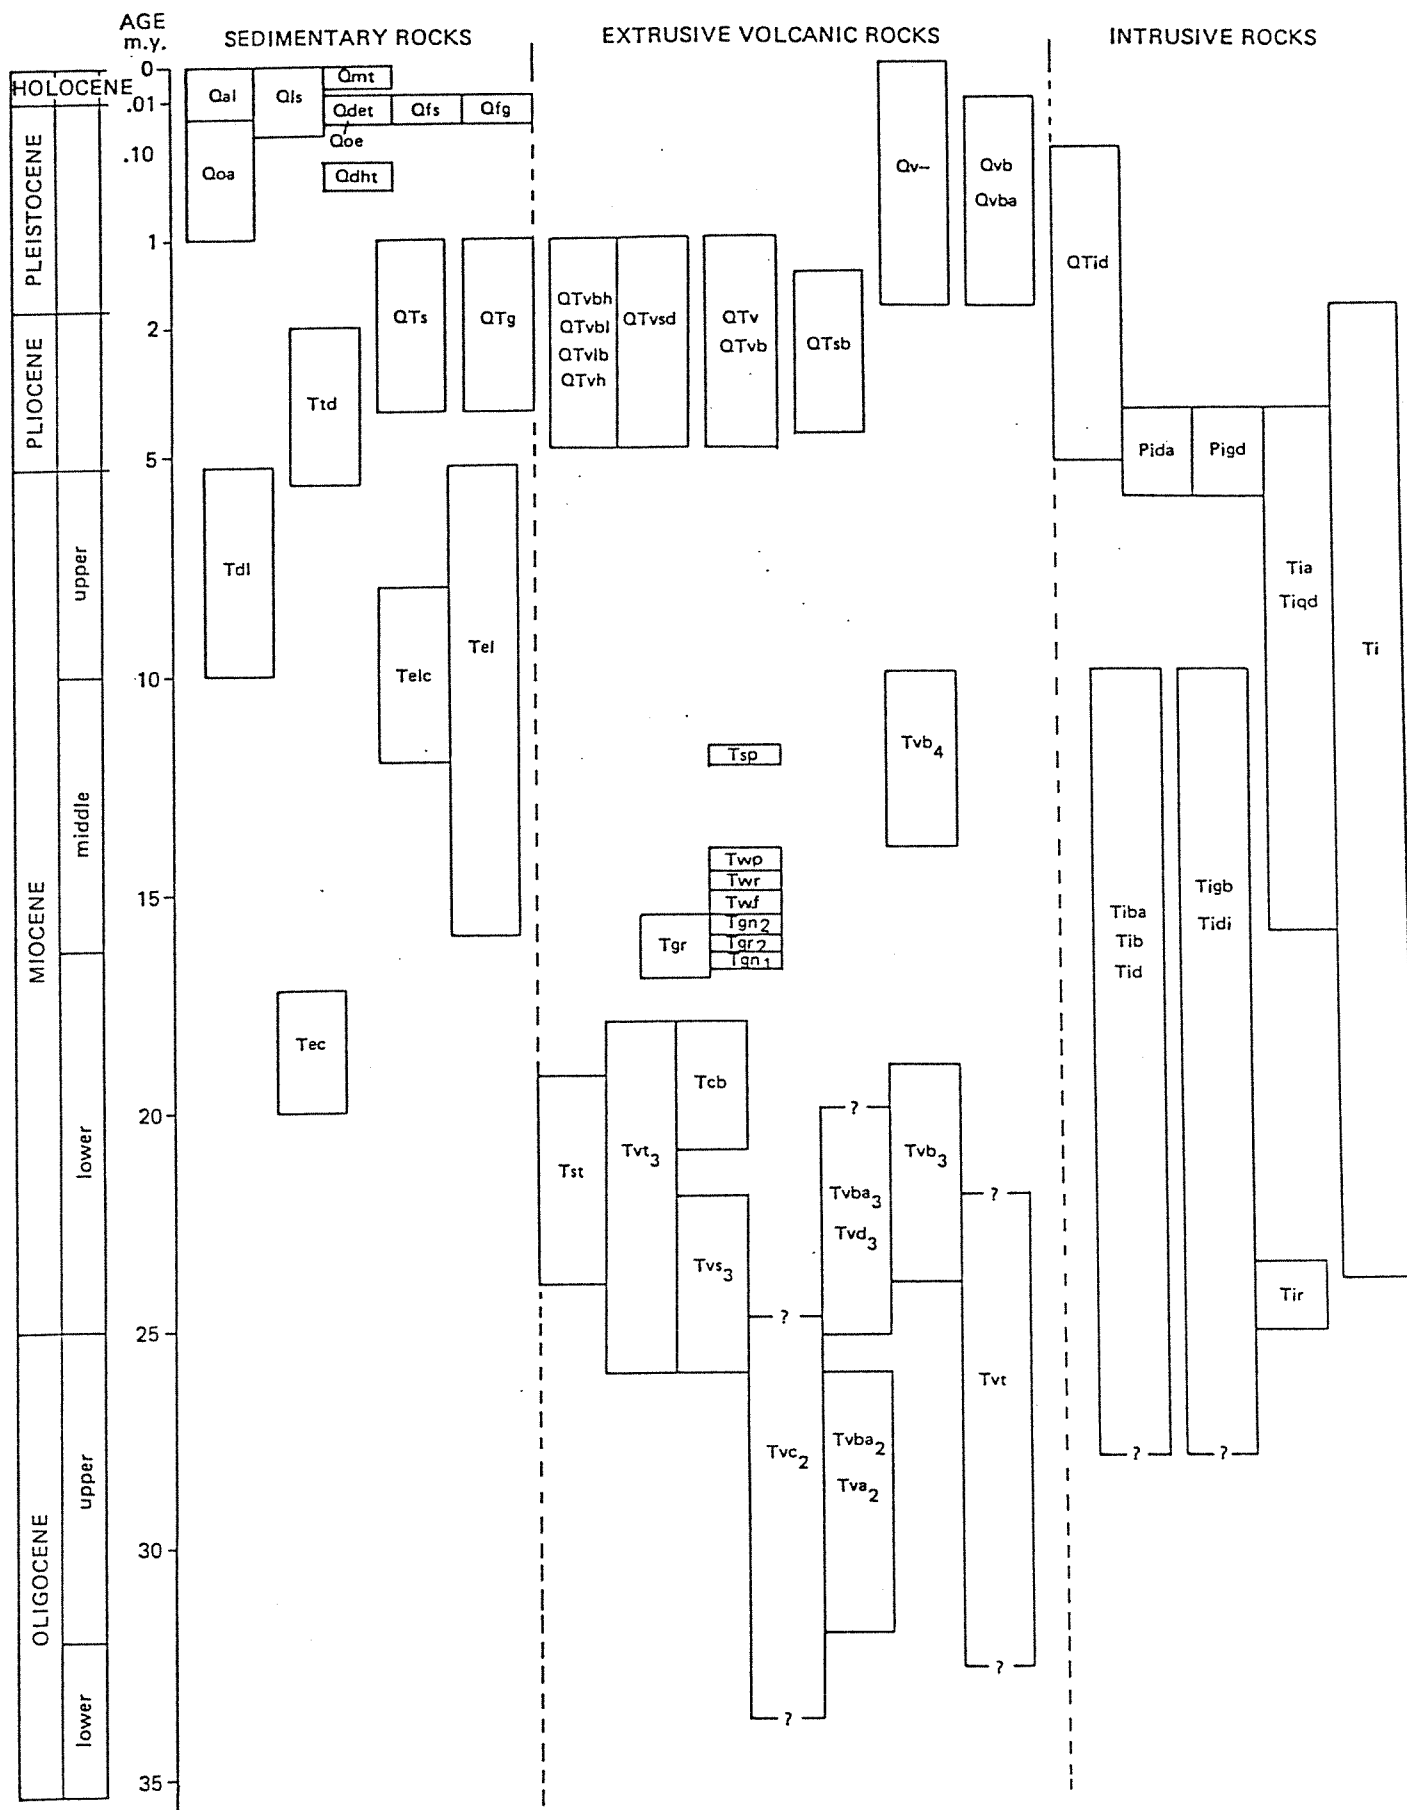 AGE
m.y.
SEDIMENTARY ROCKS
EXTRUSIVE VOLCANIC ROCKS
INTRUSIVE ROCKS
HOLOCENE
PLEISTOCENE
PLIOCENE
MIOCENE
upper
middle
lower
OLIGOCENE
upper
lower
0
.01
.10
1
2
5
10
15
20
25
30
35
Qal
Qls
Qmt
Qdet
Qfs
Qfg
Qoe
Qoa
Qdht
QTs
QTg
Ttd
Tdl
Tel
Telc
Tec
QTvbh
QTvbl
QTvlb
QTvh
QTvsd
QTv
QTvb
QTsb
Qv–
Qvb
Qvba
Tvb4
Tsp
Twp
Twr
Twf
Tgn2
Tgr2
Tgn1
Tgr
Tcb
Tst
Tvt3
Tvs3
?
Tvba3
Tvd3
Tvb3
?
Tvt
?
?
Tvc2
?
Tvba2
Tva2
QTid
Pida
Pigd
Tia
Tiqd
Ti
Tiba
Tib
Tid
?
Tigb
Tidi
?
Tir